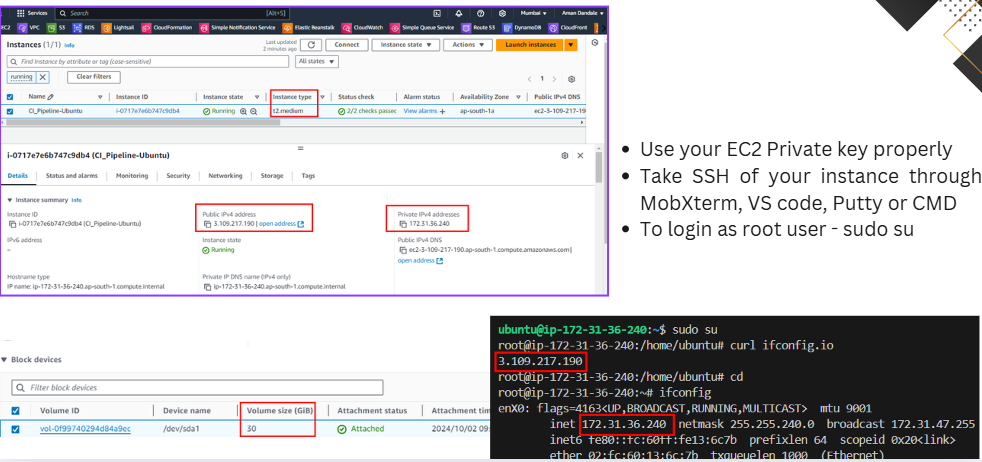 Services
Search
[Alt+S]
Mumbai
Aman Dandale
EC2 VPC S3 RDS Lightsail CloudFormation Simple Notification Service Elastic Beanstalk CloudWatch Simple Queue Service Route 53 DynamoDB CloudFront
Instances (1/1) Info
Last updated
2 minutes ago
Connect
Instance state
Actions
Launch instances
Find Instance by attribute or tag (case-sensitive)
All states
running
Clear filters
1
Name Instance ID Instance state Instance type Status check Alarm status Availability Zone Public IPv4 DNS
CI_Pipeline-Ubuntu i-0717e7e6b747c9db4 Running t2.medium 2/2 checks passec View alarms + ap-south-1a ec2-3-109-217-19
i-0717e7e6b747c9db4 (CI_Pipeline-Ubuntu)
Details Status and alarms Monitoring Security Networking Storage Tags
Instance summary Info
Instance ID
i-0717e7e6b747c9db4 (CI_Pipeline-Ubuntu)
Public IPv4 address
3.109.217.190 | open address
Private IPv4 addresses
172.31.36.240
IPv6 address
–
Instance state
Running
Public IPv4 DNS
ec2-3-109-217-190.ap-south-1.compute.amazonaws.com |
open address
Hostname type
IP name: ip-172-31-36-240.ap-south-1.compute.internal
Private IP DNS name (IPv4 only)
ip-172-31-36-240.ap-south-1.compute.internal
• Use your EC2 Private key properly
• Take SSH of your instance through
MobXterm, VS code, Putty or CMD
• To login as root user - sudo su
Block devices
Filter block devices
Volume ID Device name Volume size (GiB) Attachment status Attachment tim
vol-0f99740294d84a9ec /dev/sda1 30 Attached 2024/10/02 09:
ubuntu@ip-172-31-36-240:~$ sudo su
root@ip-172-31-36-240:/home/ubuntu# curl ifconfig.io
3.109.217.190
root@ip-172-31-36-240:/home/ubuntu# cd
root@ip-172-31-36-240:~# ifconfig
enX0: flags=4163<UP,BROADCAST,RUNNING,MULTICAST> mtu 9001
inet 172.31.36.240 netmask 255.255.240.0 broadcast 172.31.47.255
inet6 fe80::fc:60ff:fe13:6c7b prefixlen 64 scopeid 0x20<link>
ether 02:fc:60:13:6c:7b txqueuelen 1000 (Ethernet)